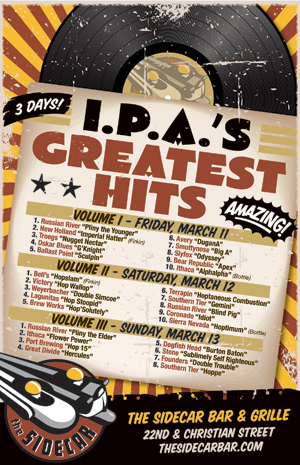 3 DAYS!
I.P.A.'S
GREATEST
HITS
AMAZING!
VOLUME I - FRIDAY, MARCH 11
1. Russian River "Pliny the Younger"
2. New Holland "Imperial Hatter" (Firkin)
3. Troegs "Nugget Nectar"
4. Oskar Blues "G'Knight"
5. Ballast Point "Sculpin"
6. Avery "DuganA"
7. Smuttynose "Big A"
8. Slyfox "Odyssey"
9. Bear Republic "Apex"
10. Ithaca "Alphalpha" (Bottle)
VOLUME II - SATURDAY, MARCH 12
1. Bell's "Hopslam" (Firkin)
2. Victory "Hop Wallop"
3. Weyerbacher "Double Simcoe"
4. Lagunitas "Hop Stoopid"
5. Brew Works "Hop'Solutely"
6. Terrapin "Hoptaneous Combustion"
7. Southern Tier "Gemini"
8. Russian River "Blind Pig"
9. Coronado "Idiot"
10. Sierra Nevada "Hoptimum" (Bottle)
VOLUME III - SUNDAY, MARCH 13
1. Russian River "Pliny the Elder"
2. Ithaca "Flower Power"
3. Port Brewing "Hop 15"
4. Great Divide "Hercules"
5. Dogfish Head "Burton Baton"
6. Stone "Sublimely Self Righteous"
7. Founders "Double Trouble"
8. Southern Tier "Hoppe"
the SIDECAR
THE SIDECAR BAR & GRILLE
22ND & CHRISTIAN STREET
THESIDECARBAR.COM